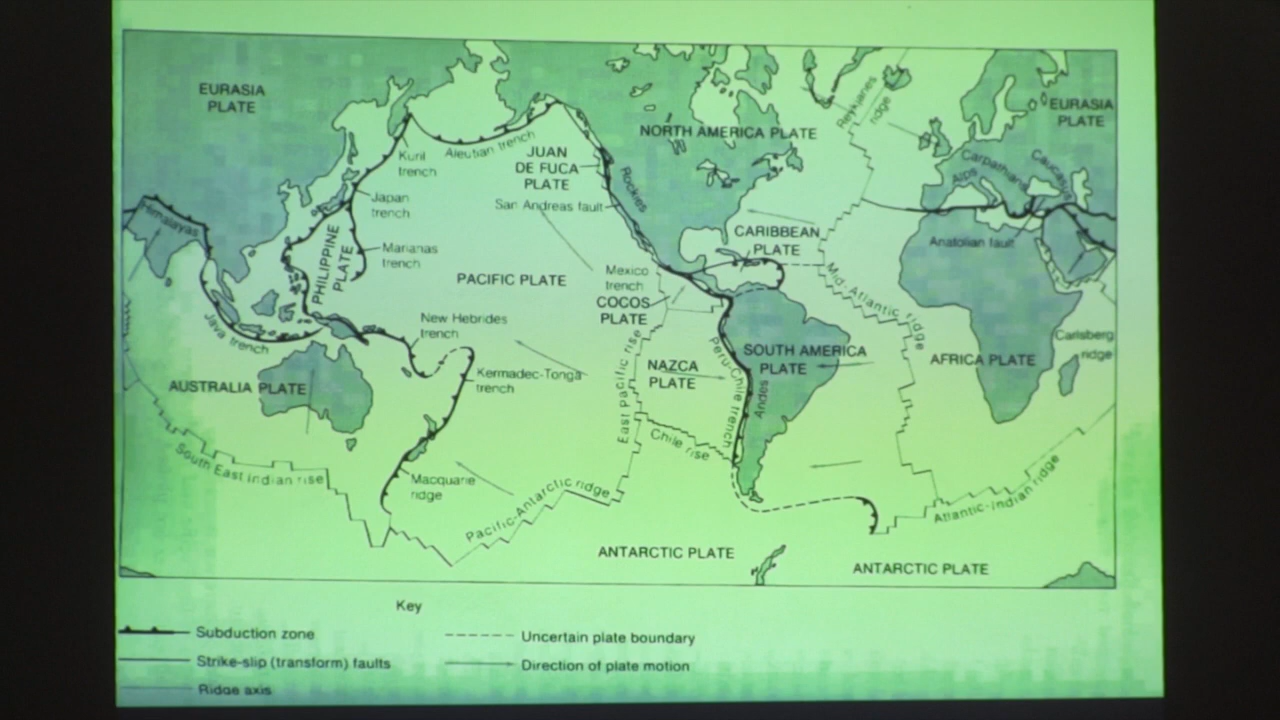 EURASIA
PLATE
Himalayas
Java trench
AUSTRALIA PLATE
South East Indian rise
PHILIPPINE
PLATE
Kuril
trench
Japan
trench
Marianas
trench
Aleutian trench
JUAN
DE FUCA
PLATE
San Andreas fault
PACIFIC PLATE
New Hebrides
trench
Kermadec-Tonga
trench
Macquarie
ridge
Pacific-Antarctic ridge
NORTH AMERICA PLATE
Rockies
Mexico
trench
COCOS
PLATE
CARIBBEAN
PLATE
East Pacific rise
NAZCA
PLATE
Chile rise
Peru-Chile trench
Andes
SOUTH AMERICA
PLATE
Reykjanes
ridge
Mid-Atlantic ridge
EURASIA
PLATE
Carpathians
Alps
Caucasus
Anatolian fault
AFRICA PLATE
Carlsberg
ridge
Atlantic-Indian ridge
ANTARCTIC PLATE
ANTARCTIC PLATE
Key
Subduction zone
Strike-slip (transform) faults
Ridge axis
Uncertain plate boundary
Direction of plate motion